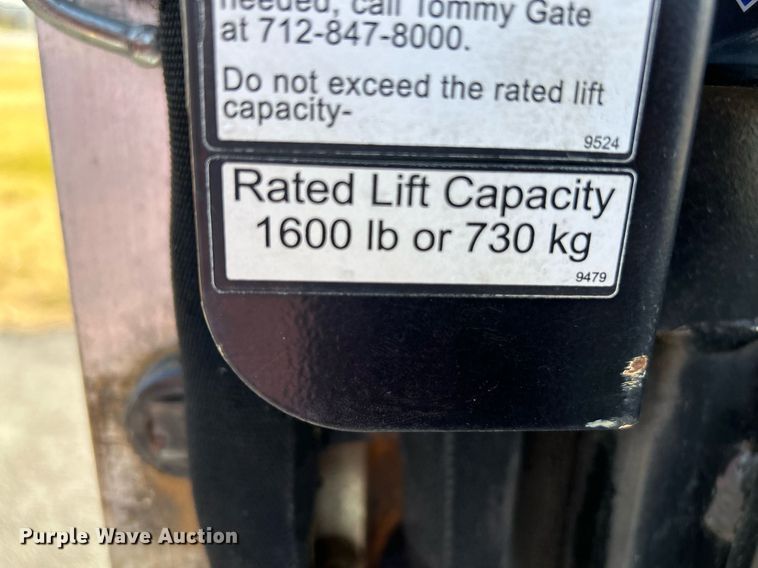 needed, call Tommy Gate
at 712-847-8000.
Do not exceed the rated lift
capacity-
9524
Rated Lift Capacity
1600 lb or 730 kg
9479
Purple Wave Auction